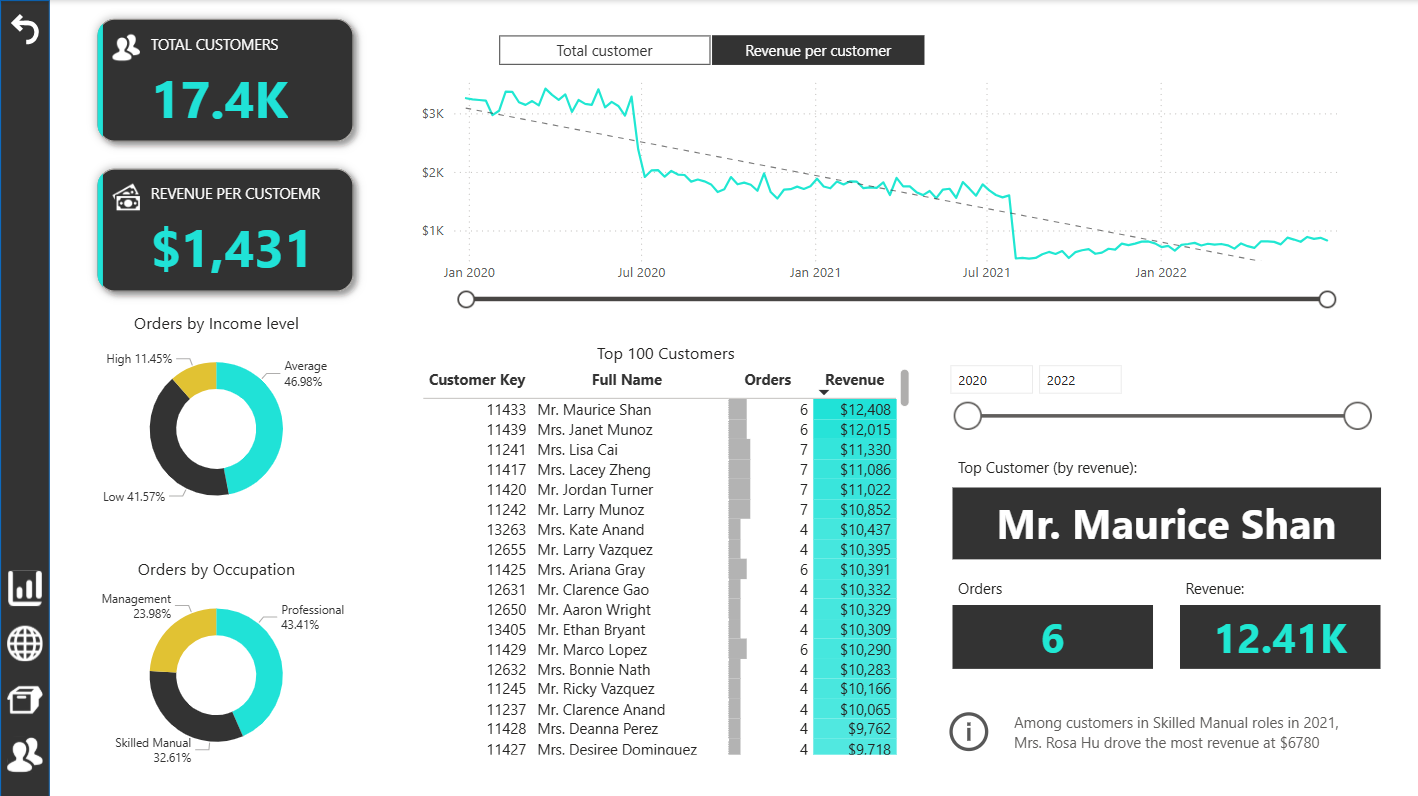 TOTAL CUSTOMERS
17.4K
REVENUE PER CUSTOEMR
$1,431
Total customer
Revenue per customer
$3K
$2K
$1K
Jan 2020
Jul 2020
Jan 2021
Jul 2021
Jan 2022
Orders by Income level
High 11.45%
Average
46.98%
Low 41.57%
Orders by Occupation
Management
23.98%
Professional
43.41%
Skilled Manual
32.61%
Top 100 Customers
Customer Key Full Name Orders Revenue
11433 Mr. Maurice Shan 6 $12,408
11439 Mrs. Janet Munoz 6 $12,015
11241 Mrs. Lisa Cai 7 $11,330
11417 Mrs. Lacey Zheng 7 $11,086
11420 Mr. Jordan Turner 7 $11,022
11242 Mr. Larry Munoz 7 $10,852
13263 Mrs. Kate Anand 4 $10,437
12655 Mr. Larry Vazquez 4 $10,395
11425 Mrs. Ariana Gray 6 $10,391
12631 Mr. Clarence Gao 4 $10,332
12650 Mr. Aaron Wright 4 $10,329
13405 Mr. Ethan Bryant 4 $10,309
11429 Mr. Marco Lopez 6 $10,290
12632 Mrs. Bonnie Nath 4 $10,283
11245 Mr. Ricky Vazquez 4 $10,166
11237 Mr. Clarence Anand 4 $10,065
11428 Mrs. Deanna Perez 4 $9,762
11427 Mrs. Desiree Dominguez 4 $9,718
2020
2022
Top Customer (by revenue):
Mr. Maurice Shan
Orders
6
Revenue:
12.41K
Among customers in Skilled Manual roles in 2021,
Mrs. Rosa Hu drove the most revenue at $6780